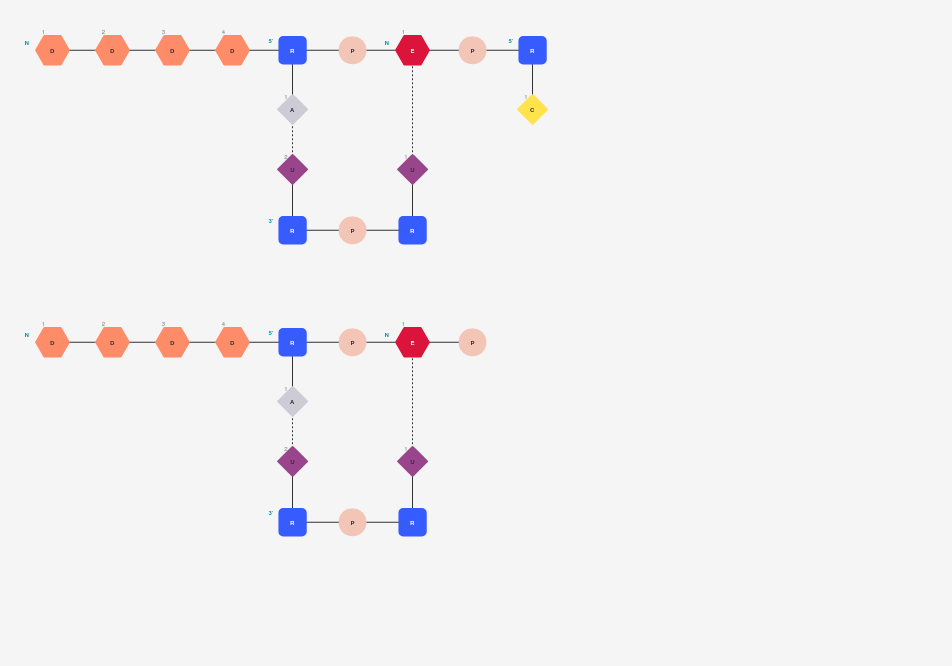 1 2 3 4 1
N D D D D 5' R P N E P 5' R
1 A 1 C
2 U 1 U
3' R P R
1 2 3 4 1
N D D D D 5' R P N E P
1 A
2 U 1 U
3' R P R